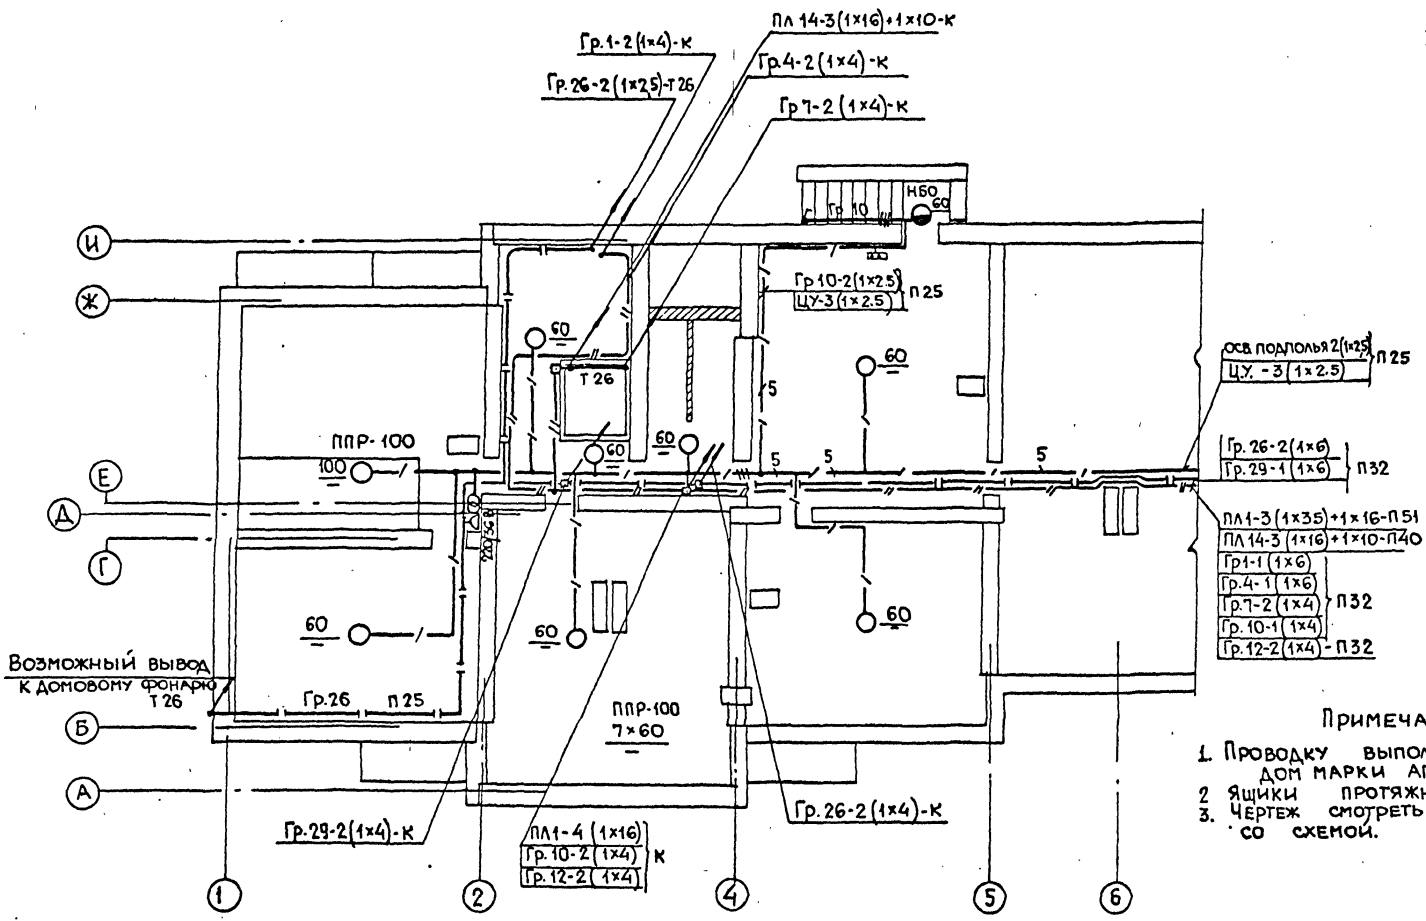 ПЛ 14-3(1×16)+1×10-К
Гр.1-2(1×4)-К
Гр.4-2(1×4)-К
Гр.26-2(1×2,5)-Т26
Гр7-2(1×4)-К
НБО
60
Гр 10
И
Ж
Гр 10-2(1×2.5)
ЦУ-3(1×2.5)
П25
60
60
Т 26
5
ОСВ. ПОДПОЛЬЯ 2(1×2,5)
Ц.У. - 3(1×2.5)
П 25
ППР-100
100
60
60
5
5
5
Гр. 26-2(1×6)
Гр.29-1(1×6)
П32
Е
Д
Г
220/36 В
ПЛ1-3(1×35)+1×16-П51
ПЛ 14-3(1×16)+1×10-П40
Гр1-1(1×6)
Гр.4-1(1×6)
Гр.7-2(1×4)
Гр.10-1(1×4)
П32
Гр.12-2(1×4)-П32
60
60
60
ВОЗМОЖНЫЙ ВЫВОД
К ДОМОВОМУ ФОНАРЮ
Т 26
Гр.26
П 25
ППР-100
7×60
Б
А
ПРИМЕЧА
1. ПРОВОДКУ ВЫПОЛ
ДОМ МАРКИ АП
2 ЯЩИКИ ПРОТЯЖН
3. ЧЕРТЕЖ СМОТРЕТЬ
СО СХЕМОЙ.
Гр.29-2(1×4)-К
ПЛ1-4(1×16)
Гр.10-2(1×4)
Гр.12-2(1×4)
К
Гр.26-2(1×4)-К
1
2
4
5
6